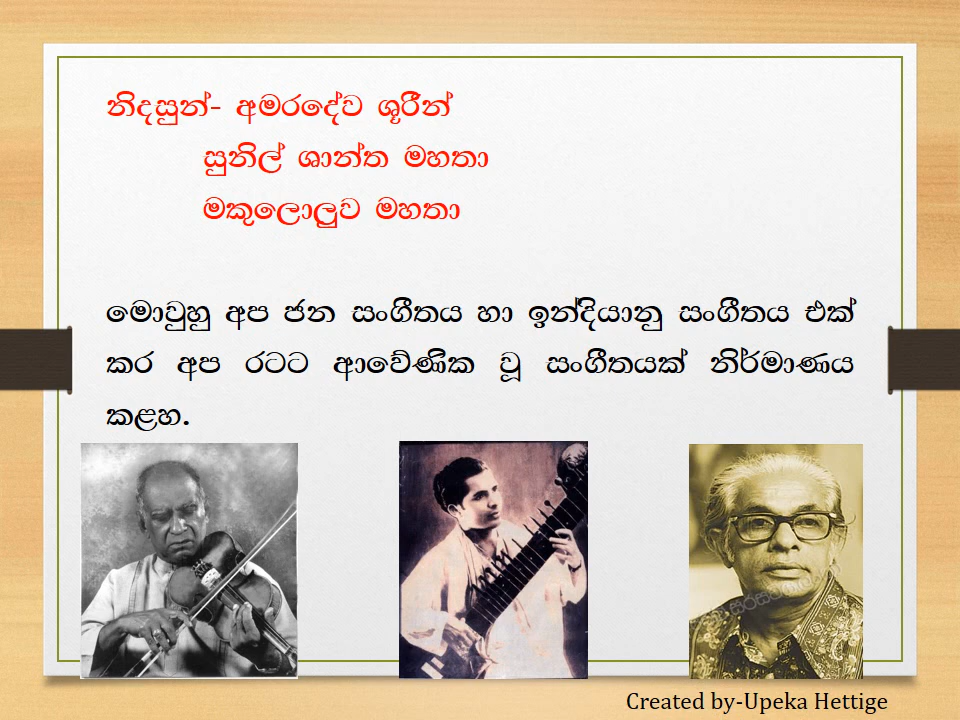 නිදසුන්- අමරදේව ශූරීන්
සුනිල් ශාන්ත මහතා
මකුලොලුව මහතා
මොවුහු අප ජන සංගීතය හා ඉන්දියානු සංගීතය එක්
කර අප රටට ආවේණික වූ සංගීතයක් නිර්මාණය
කළහ.
Created by-Upeka Hettige